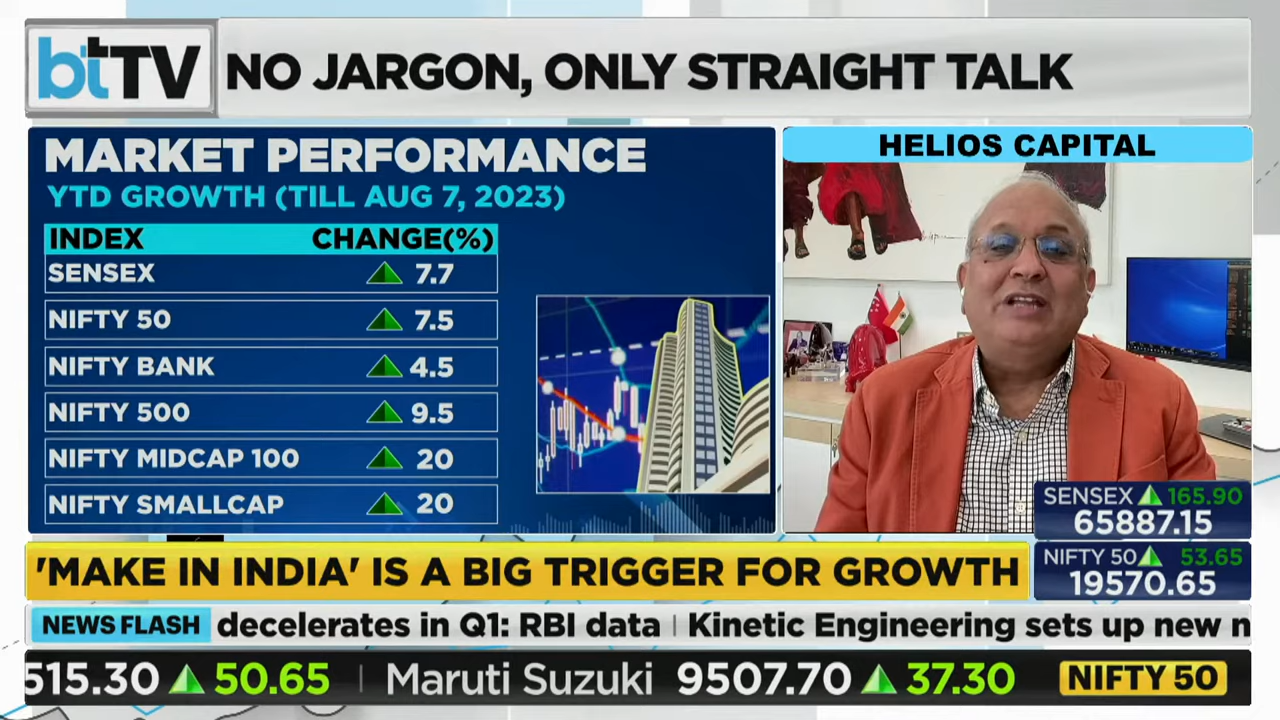 btTV
NO JARGON, ONLY STRAIGHT TALK
MARKET PERFORMANCE
YTD GROWTH (TILL AUG 7, 2023)
INDEX CHANGE(%)
SENSEX 7.7
NIFTY 50 7.5
NIFTY BANK 4.5
NIFTY 500 9.5
NIFTY MIDCAP 100 20
NIFTY SMALLCAP 20
HELIOS CAPITAL
SENSEX 165.90
65887.15
NIFTY 50 53.65
19570.65
'MAKE IN INDIA' IS A BIG TRIGGER FOR GROWTH
NEWS FLASH decelerates in Q1: RBI data | Kinetic Engineering sets up new n
515.30 50.65 | Maruti Suzuki 9507.70 37.30 NIFTY 50